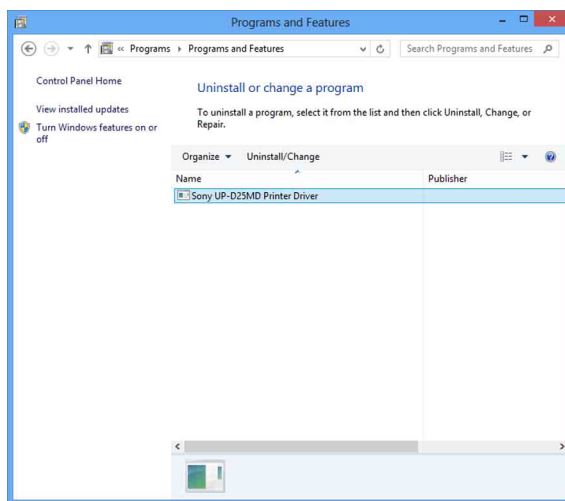 Programs and Features
« Programs ▸ Programs and Features
Search Programs and Features
Control Panel Home
View installed updates
Turn Windows features on or
off
Uninstall or change a program
To uninstall a program, select it from the list and then click Uninstall, Change, or
Repair.
Organize Uninstall/Change
Name Publisher
Sony UP-D25MD Printer Driver